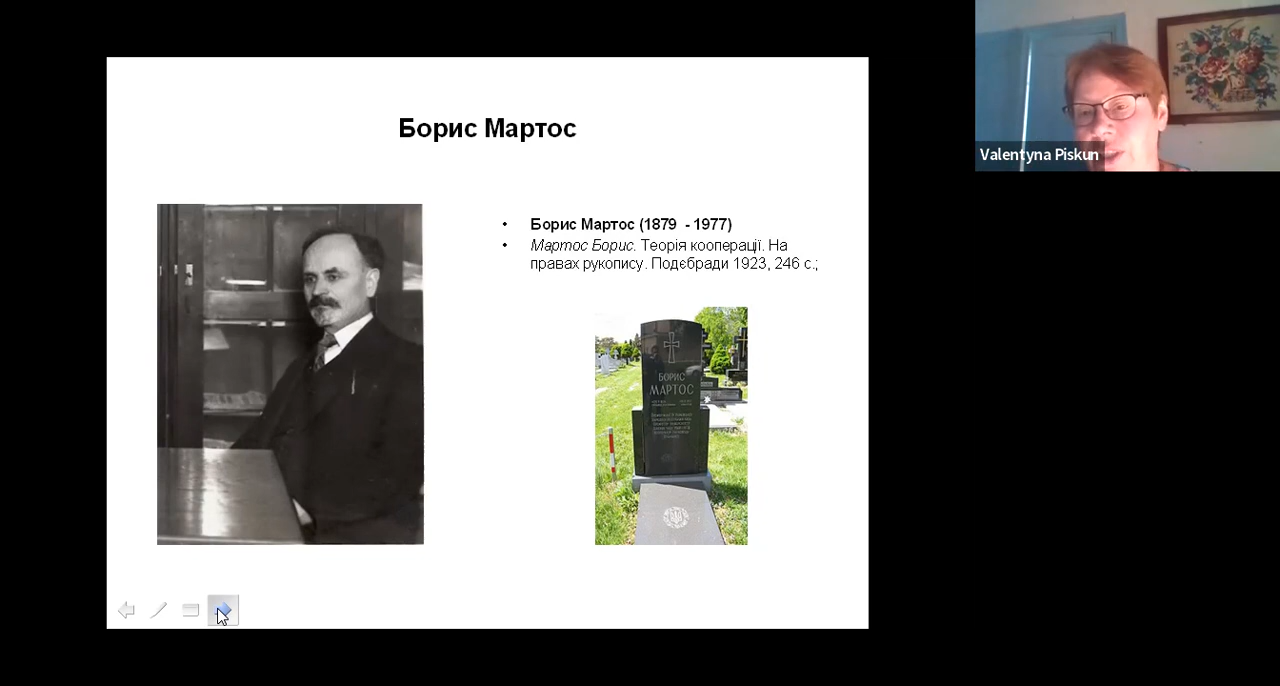 Борис Мартос
Борис Мартос (1879 - 1977)
Мартос Борис. Теорія кооперації. На
правах рукопису. Подєбради 1923, 246 с.;
БОРИС
МАРТОС
Valentyna Piskun